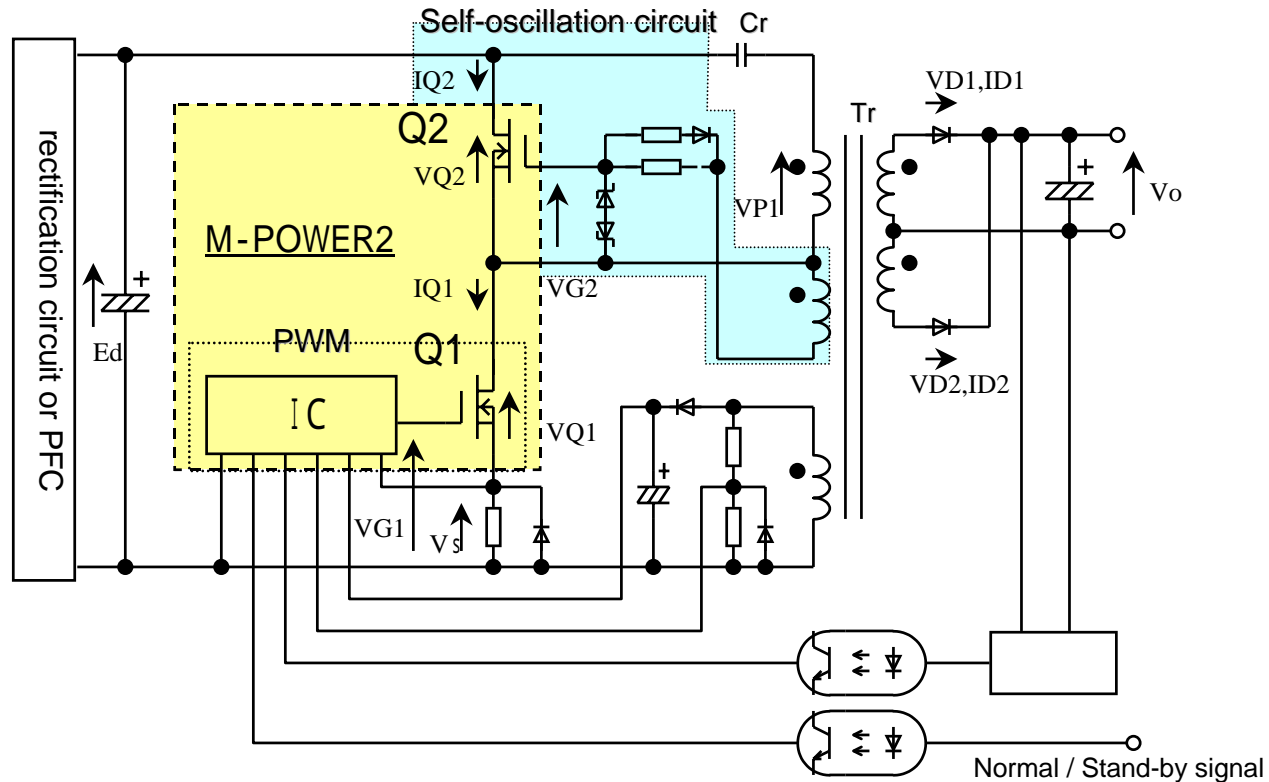 Self-oscillation circuit
Cr
IQ2
VD1,ID1
Tr
Q2
VQ2
VP1
Vo
rectification circuit or PFC
+
M-POWER2
+
IQ1
VG2
Ed
PWM
Q1
VD2,ID2
IC
VQ1
+
VG1
Vs
Normal / Stand-by signal